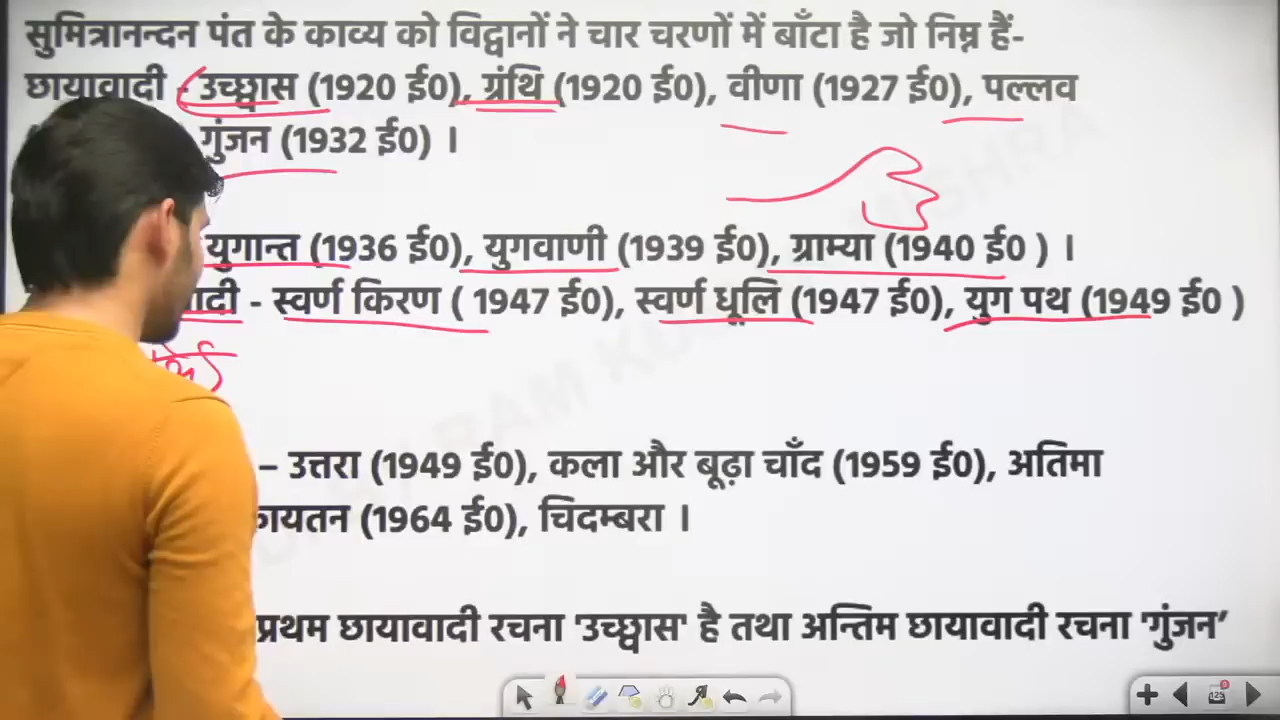 सुमित्रानन्दन पंत के काव्य को विद्वानों ने चार चरणों में बाँटा है जो निम्न हैं-
छायावादी - उच्छ्वास (1920 ई0), ग्रंथि (1920 ई0), वीणा (1927 ई0), पल्लव
गुंजन (1932 ई0) ।
युगान्त (1936 ई0), युगवाणी (1939 ई0), ग्राम्या (1940 ई0 ) ।
वादी - स्वर्ण किरण ( 1947 ई0), स्वर्ण धूलि (1947 ई0), युग पथ (1949 ई0 )
– उत्तरा (1949 ई0), कला और बूढ़ा चाँद (1959 ई0), अतिमा
कायतन (1964 ई0), चिदम्बरा ।
प्रथम छायावादी रचना 'उच्छ्वास' है तथा अन्तिम छायावादी रचना 'गुंजन’
125